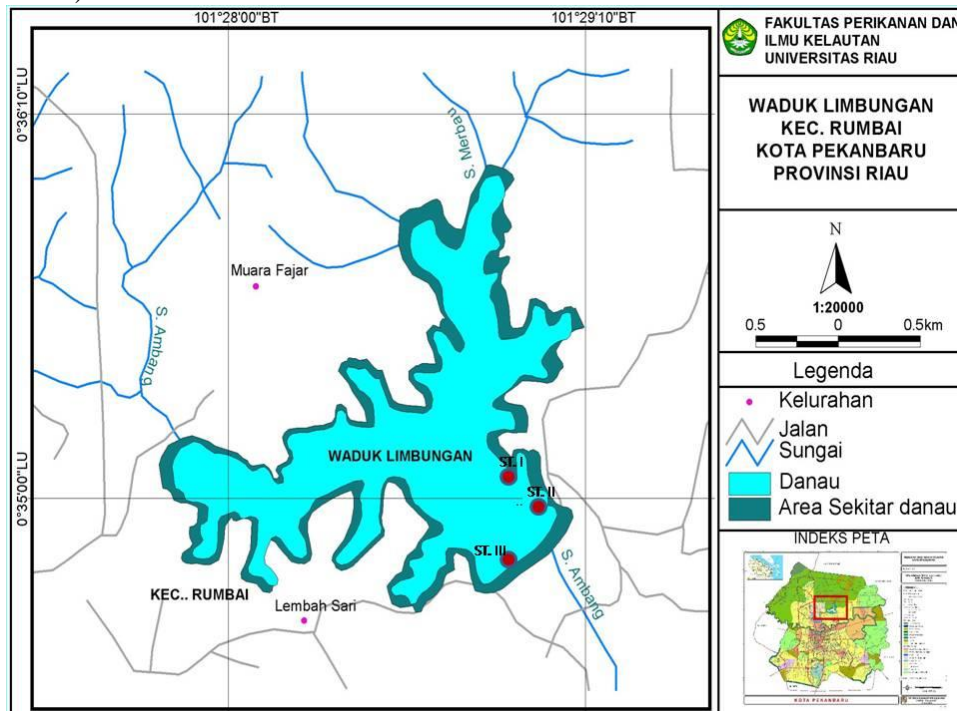 101°28'00"BT
101°29'10"BT
0°36'10"LU
0°35'00"LU
S. Merbau
Muara Fajar
S. Ambang
WADUK LIMBUNGAN
ST. I
ST. II
ST. III
KEC.. RUMBAI
Lembah Sari
S. Ambang
FAKULTAS PERIKANAN DAN
ILMU KELAUTAN
UNIVERSITAS RIAU
WADUK LIMBUNGAN
KEC. RUMBAI
KOTA PEKANBARU
PROVINSI RIAU
N
1:20000
0.5 0 0.5km
Legenda
Kelurahan
Jalan
Sungai
Danau
Area Sekitar danau
INDEKS PETA
KOTA PEKANBARU